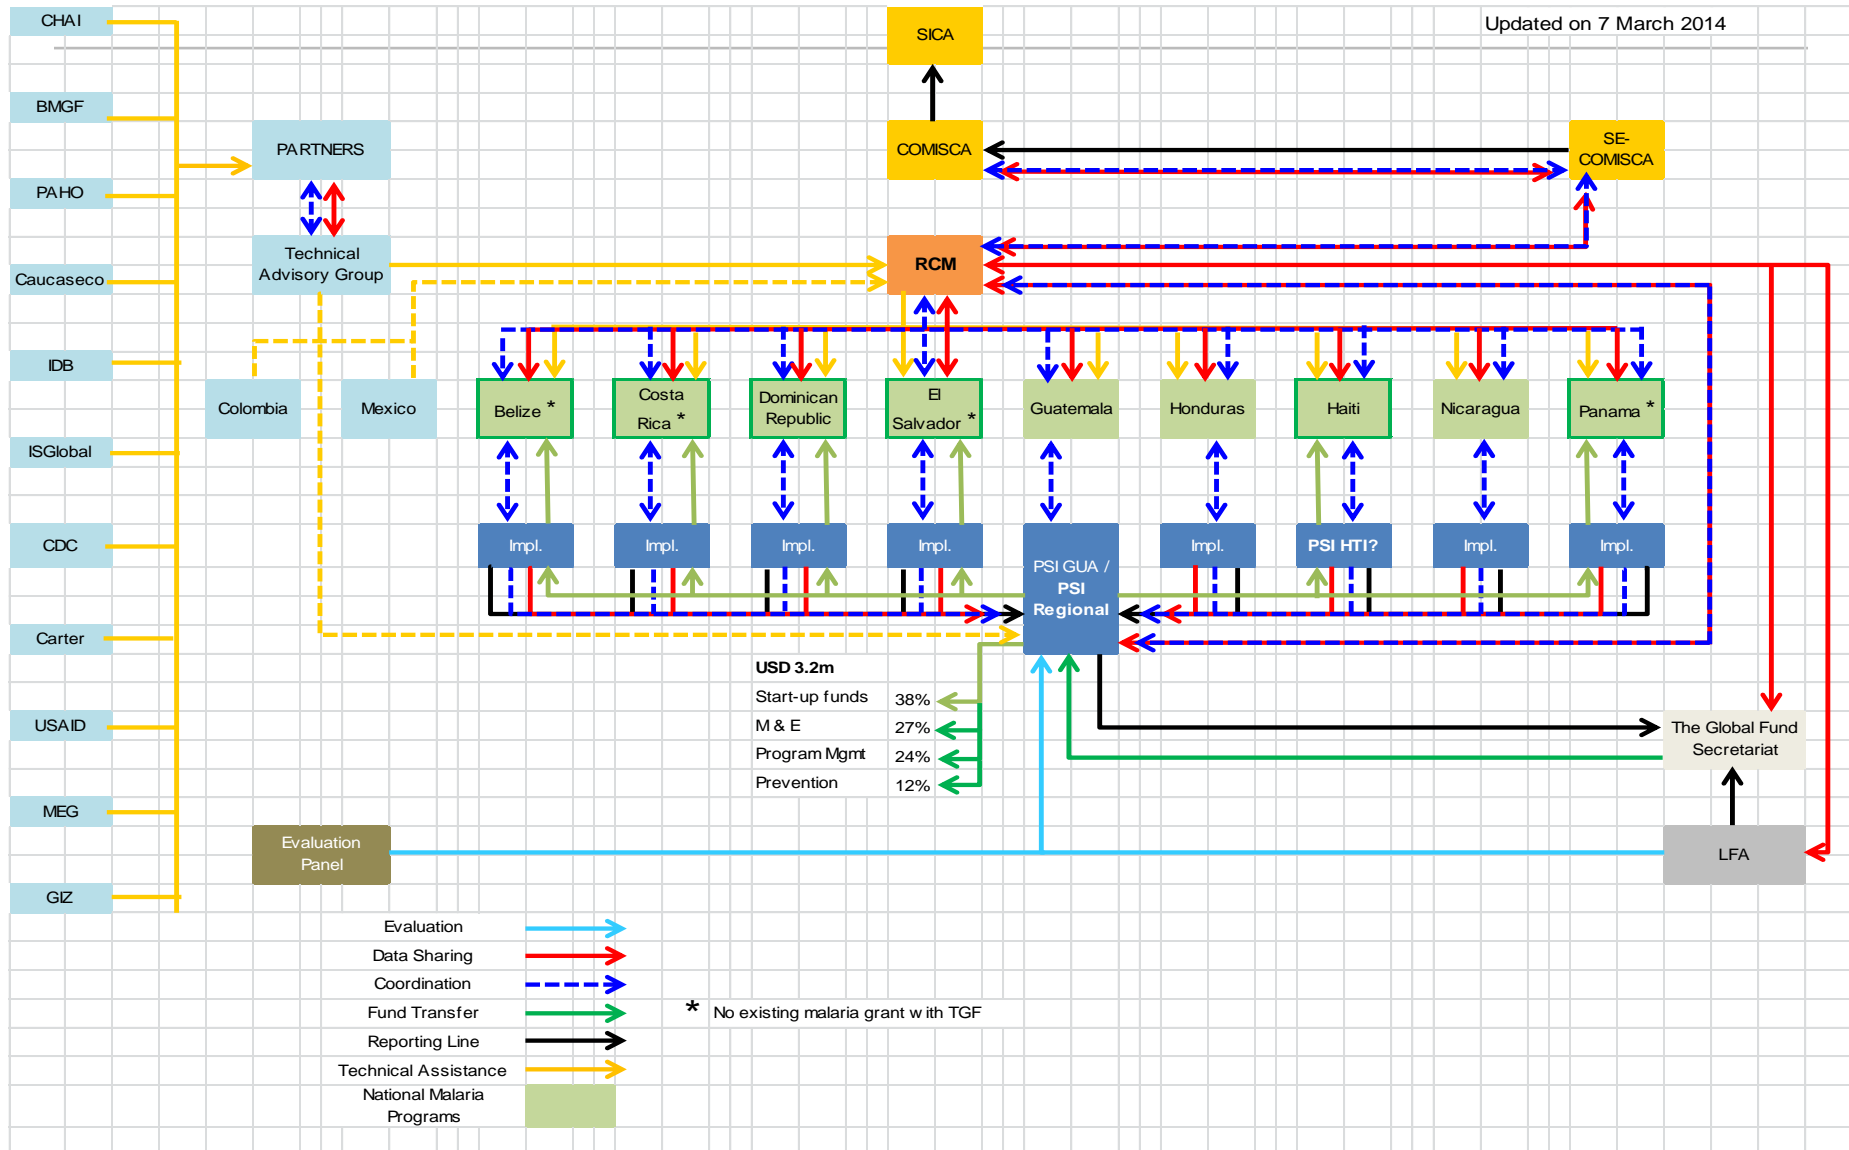 Updated on 7 March 2014
CHAI
BMGF
PAHO
Caucaseco
IDB
ISGlobal
CDC
Carter
USAID
MEG
GIZ
SICA
PARTNERS
COMISCA
SE-
COMISCA
Technical
Advisory Group
RCM
Colombia
Mexico
Belize *
Costa
Rica *
Dominican
Republic
El
Salvador *
Guatemala
Honduras
Haiti
Nicaragua
Panama *
Impl.
Impl.
Impl.
Impl.
PSI GUA /
PSI
Regional
Impl.
PSI HTI?
Impl.
Impl.
USD 3.2m
Start-up funds 38%
M & E 27%
Program Mgmt 24%
Prevention 12%
The Global Fund
Secretariat
Evaluation
Panel
LFA
Evaluation
Data Sharing
Coordination
Fund Transfer
* No existing malaria grant with TGF
Reporting Line
Technical Assistance
National Malaria
Programs